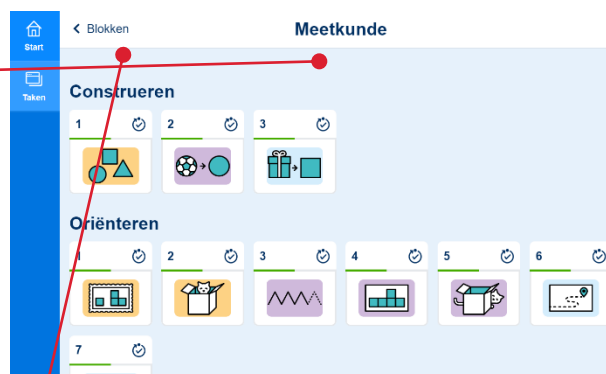 Start
Taken
< Blokken
Meetkunde
Construeren
1 2 3
Oriënteren
1 2 3 4 5 6
7